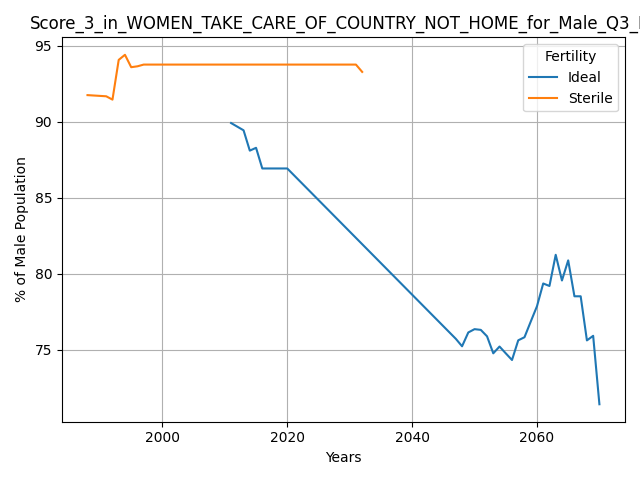 Score_3_in_WOMEN_TAKE_CARE_OF_COUNTRY_NOT_HOME_for_Male_Q3_
Fertility
Ideal
Sterile
95
90
85
80
75
% of Male Population
2000 2020 2040 2060
Years